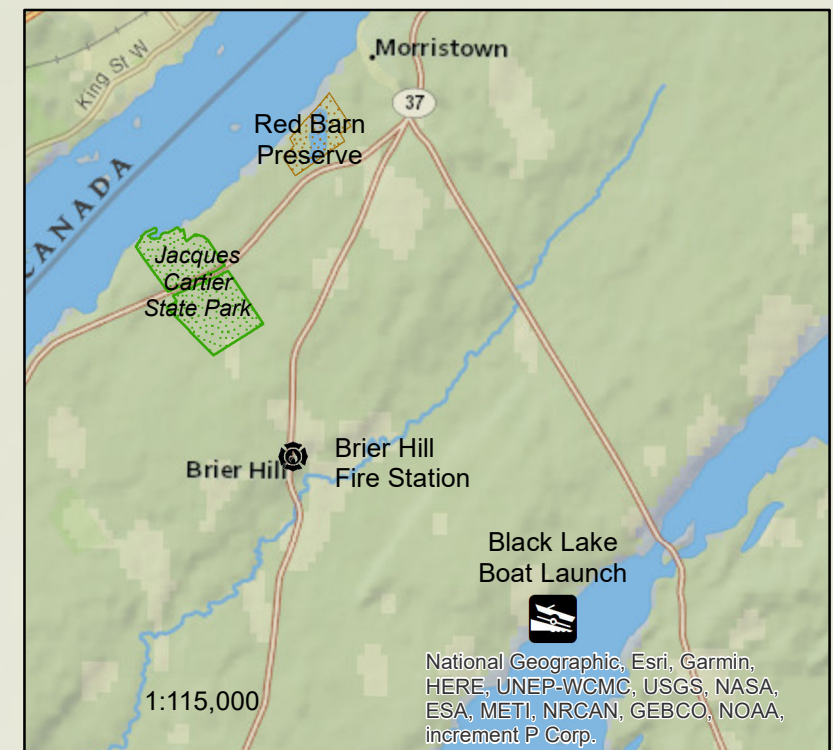 King St W
Morristown
37
Red Barn
Preserve
CANADA
Jacques
Cartier
State Park
Brier Hill
Brier Hill
Fire Station
Black Lake
Boat Launch
National Geographic, Esri, Garmin,
HERE, UNEP-WCMC, USGS, NASA,
ESA, METI, NRCAN, GEBCO, NOAA,
increment P Corp.
1:115,000